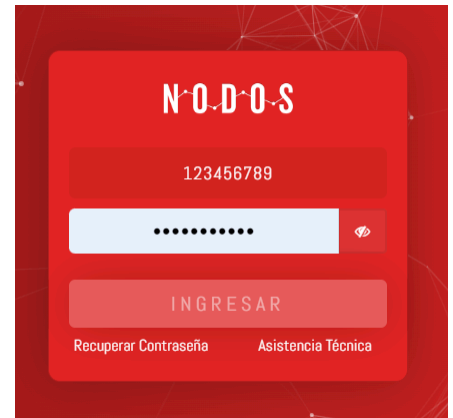 NODOS
123456789
•••••••••••
INGRESAR
Recuperar Contraseña Asistencia Técnica